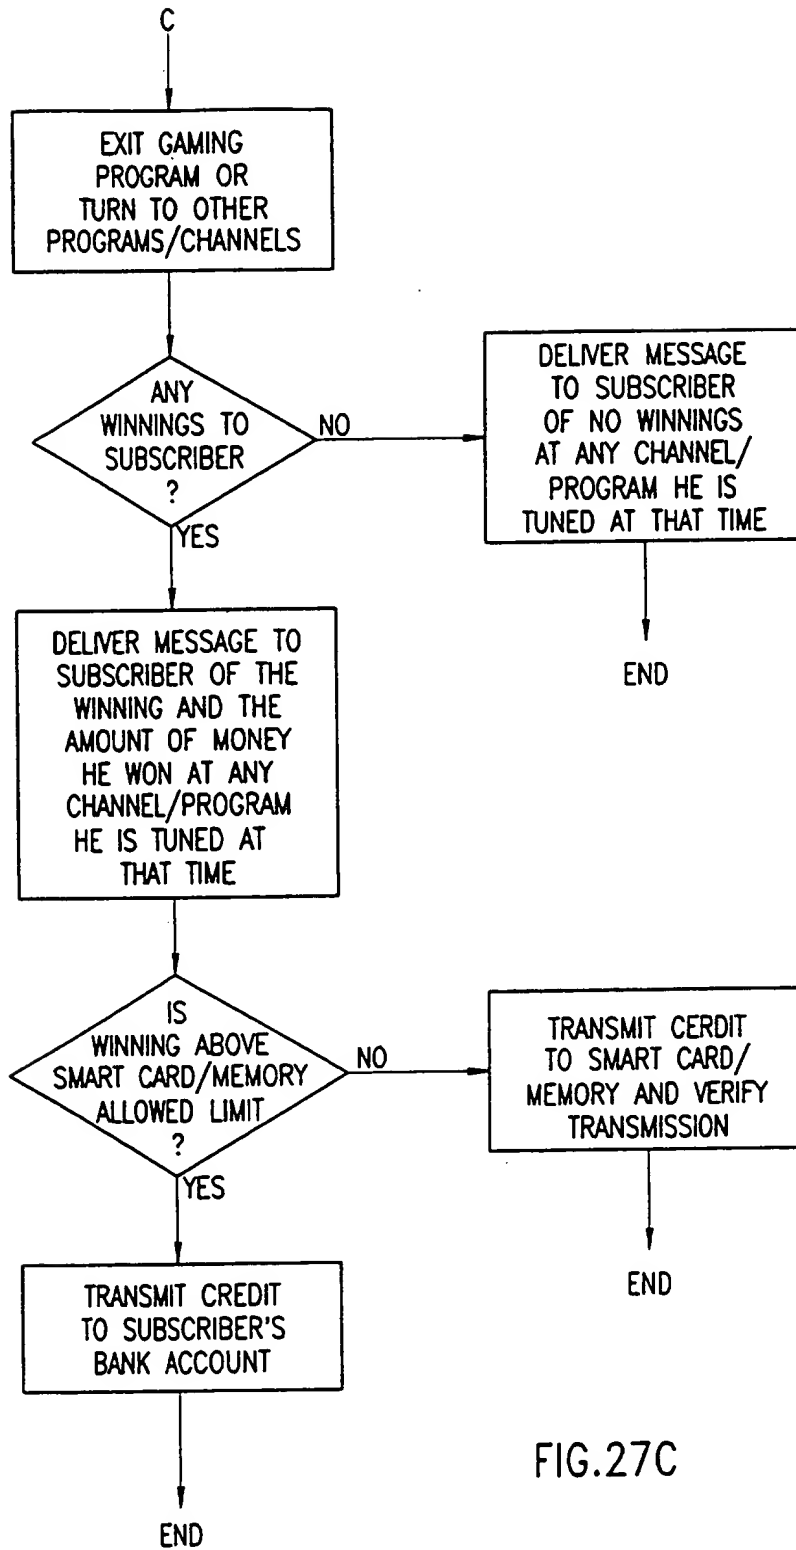 C
EXIT GAMING
PROGRAM OR
TURN TO OTHER
PROGRAMS/CHANNELS
ANY
WINNINGS TO
SUBSCRIBER
?
NO
DELIVER MESSAGE
TO SUBSCRIBER
OF NO WINNINGS
AT ANY CHANNEL/
PROGRAM HE IS
TUNED AT THAT TIME
END
YES
DELIVER MESSAGE TO
SUBSCRIBER OF THE
WINNING AND THE
AMOUNT OF MONEY
HE WON AT ANY
CHANNEL/PROGRAM
HE IS TUNED AT
THAT TIME
IS
WINNING ABOVE
SMART CARD/MEMORY
ALLOWED LIMIT
?
NO
TRANSMIT CERDIT
TO SMART CARD/
MEMORY AND VERIFY
TRANSMISSION
END
YES
TRANSMIT CREDIT
TO SUBSCRIBER'S
BANK ACCOUNT
END
FIG.27C